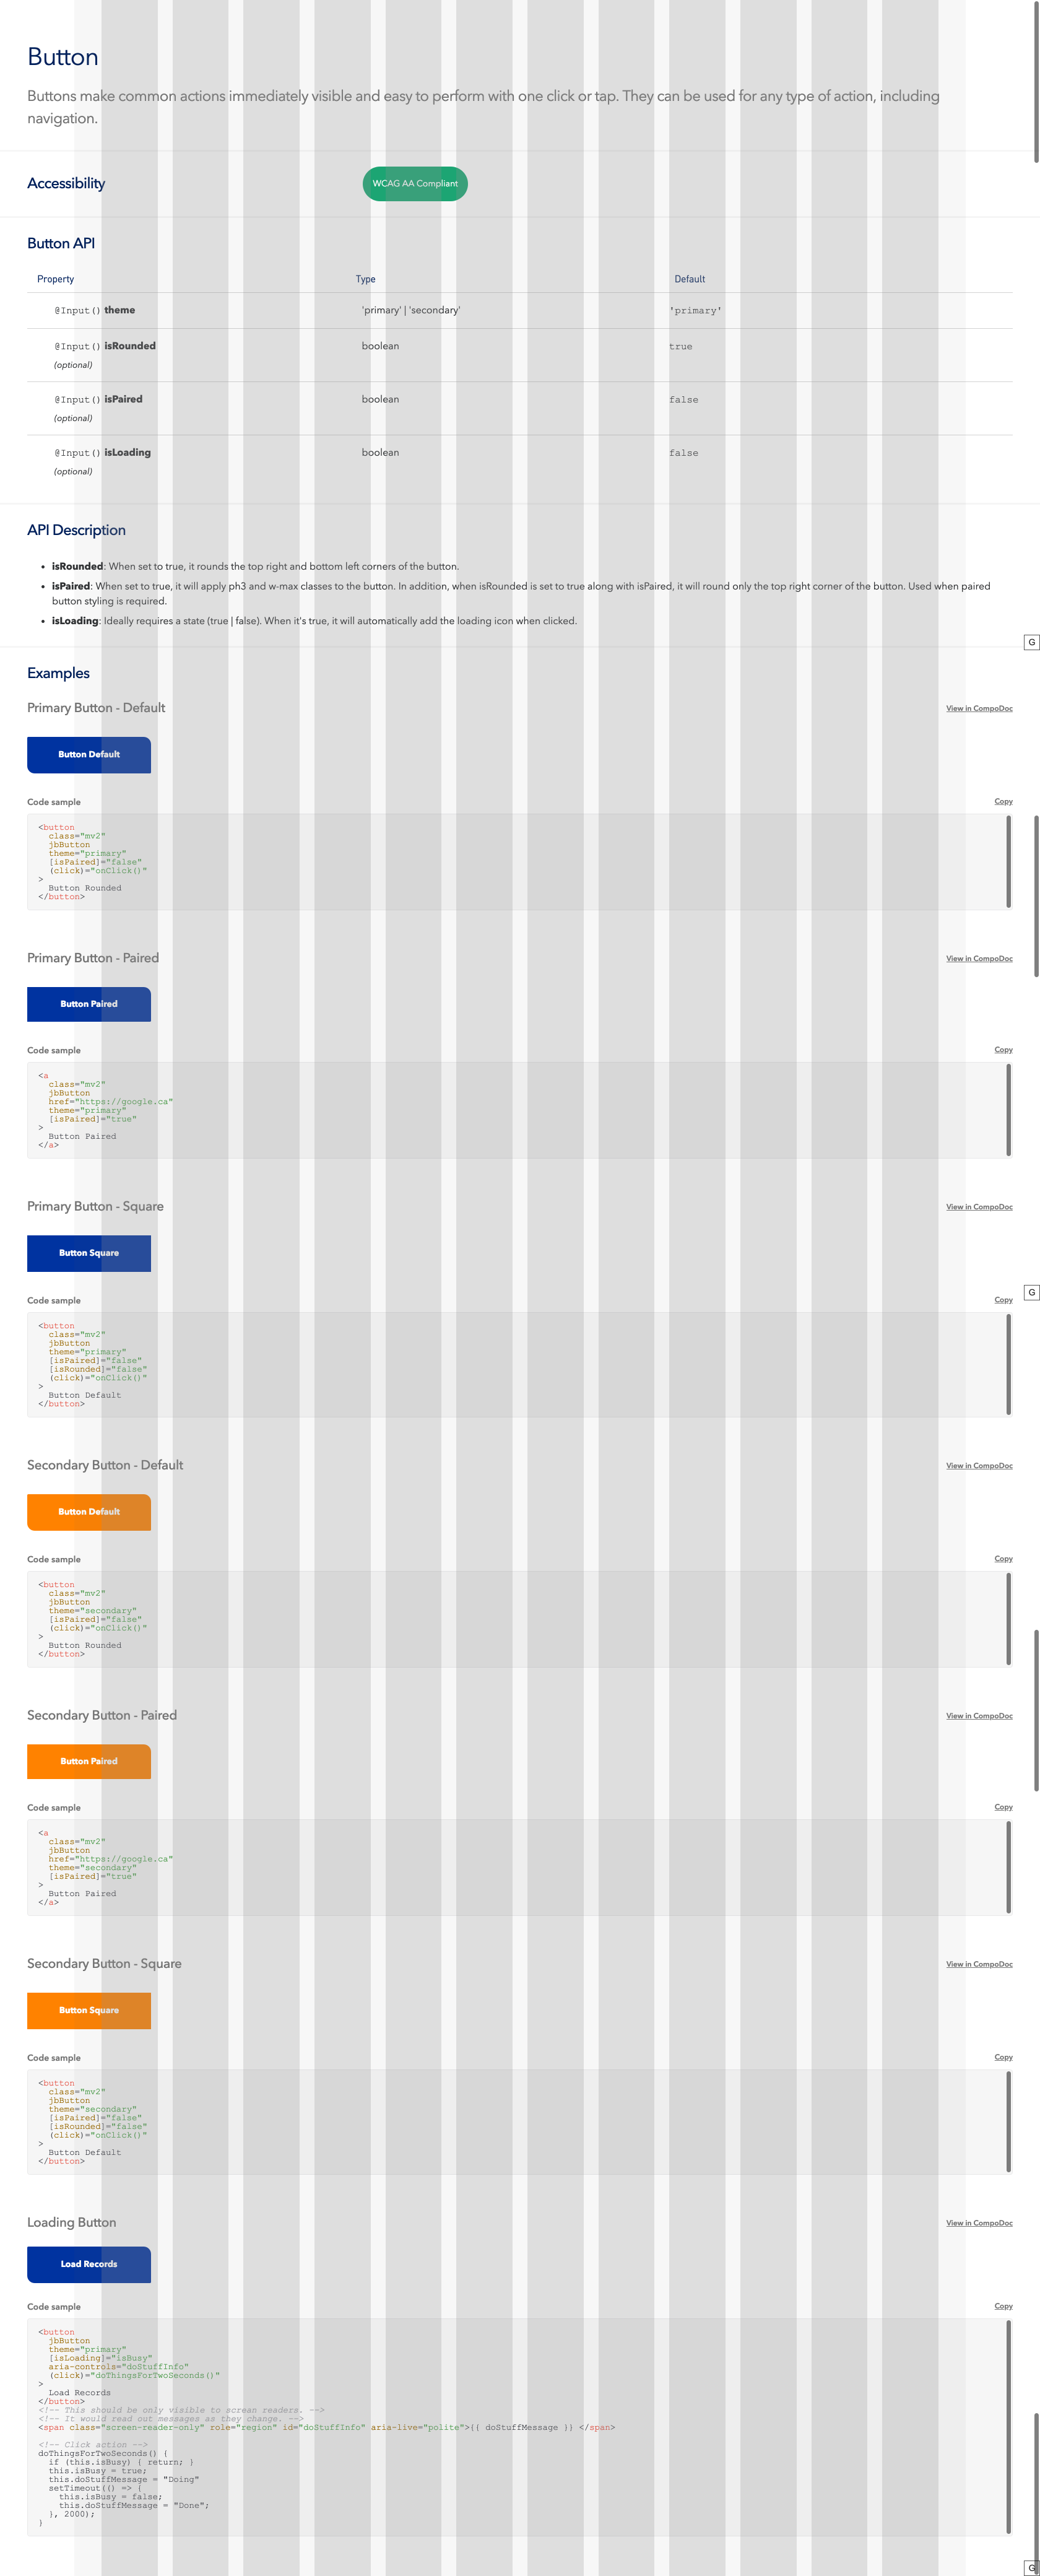 Button
Buttons make common actions immediately visible and easy to perform with one click or tap. They can be used for any type of action, including
navigation.
Accessibility
WCAG AA Compliant
Button API
Property Type Default
@Input() theme 'primary' | 'secondary' 'primary'
@Input() isRounded boolean true
(optional)
@Input() isPaired boolean false
(optional)
@Input() isLoading boolean false
(optional)
API Description
• isRounded: When set to true, it rounds the top right and bottom left corners of the button.
• isPaired: When set to true, it will apply ph3 and w-max classes to the button. In addition, when isRounded is set to true along with isPaired, it will round only the top right corner of the button. Used when paired
button styling is required.
• isLoading: Ideally requires a state (true | false). When it's true, it will automatically add the loading icon when clicked.
G
Examples
Primary Button - Default
View in CompoDoc
Button Default
Code sample
Copy
<button
class="mv2"
jbButton
theme="primary"
[isPaired]="false"
(click)="onClick()"
>
Button Rounded
</button>
Primary Button - Paired
View in CompoDoc
Button Paired
Code sample
Copy
<a
class="mv2"
jbButton
href="https://google.ca"
theme="primary"
[isPaired]="true"
>
Button Paired
</a>
Primary Button - Square
View in CompoDoc
Button Square
G
Code sample
Copy
<button
class="mv2"
jbButton
theme="primary"
[isPaired]="false"
[isRounded]="false"
(click)="onClick()"
>
Button Default
</button>
Secondary Button - Default
View in CompoDoc
Button Default
Code sample
Copy
<button
class="mv2"
jbButton
theme="secondary"
[isPaired]="false"
(click)="onClick()"
>
Button Rounded
</button>
Secondary Button - Paired
View in CompoDoc
Button Paired
Code sample
Copy
<a
class="mv2"
jbButton
href="https://google.ca"
theme="secondary"
[isPaired]="true"
>
Button Paired
</a>
Secondary Button - Square
View in CompoDoc
Button Square
Code sample
Copy
<button
class="mv2"
jbButton
theme="secondary"
[isPaired]="false"
[isRounded]="false"
(click)="onClick()"
>
Button Default
</button>
Loading Button
View in CompoDoc
Load Records
Code sample
Copy
<button
jbButton
theme="primary"
[isLoading]="isBusy"
aria-controls="doStuffInfo"
(click)="doThingsForTwoSeconds()"
>
Load Records
</button>
<!-- This should be only visible to screan readers. -->
<!-- It would read out messages as they change. -->
<span class="screen-reader-only" role="region" id="doStuffInfo" aria-live="polite">{{ doStuffMessage }} </span>
<!-- Click action -->
doThingsForTwoSeconds() {
if (this.isBusy) { return; }
this.isBusy = true;
this.doStuffMessage = "Doing"
setTimeout(() => {
this.isBusy = false;
this.doStuffMessage = "Done";
}, 2000);
}
G